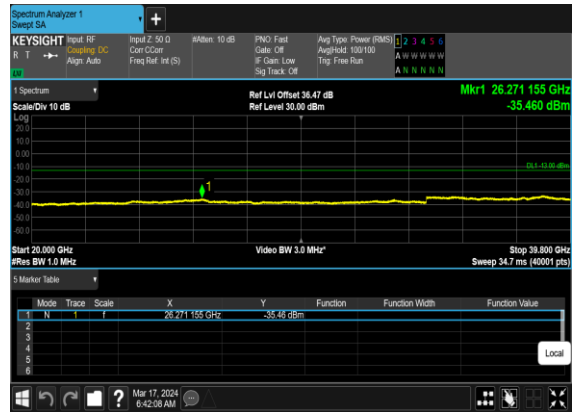 Spectrum Analyzer 1
Swept SA
KEYSIGHT Input: RF Input Z: 50 Ω #Atten: 10 dB PNO: Fast Avg Type: Power (RMS) 1 2 3 4 5 6
R T Coupling: DC Corr CCorr Gate: Off Avg|Hold: 100/100 A W W W W W
Align: Auto Freq Ref: Int (S) IF Gain: Low Trig: Free Run
Sig Track: Off A N N N N N
1 Spectrum Ref Lvl Offset 36.47 dB Mkr1 26.271 155 GHz
Scale/Div 10 dB Ref Level 30.00 dBm -35.460 dBm
Log
20.0
10.0
0.00
-10.0 DL1 -13.00 dBm
-20.0
-30.0 1
-40.0
-50.0
-60.0
Start 20.000 GHz Video BW 3.0 MHz* Stop 39.800 GHz
#Res BW 1.0 MHz Sweep 34.7 ms (40001 pts)
5 Marker Table
Mode Trace Scale X Y Function Function Width Function Value
1 N 1 f 26.271 155 GHz -35.46 dBm
2
3
4
5
6
Local
? Mar 17, 2024
6:42:08 AM